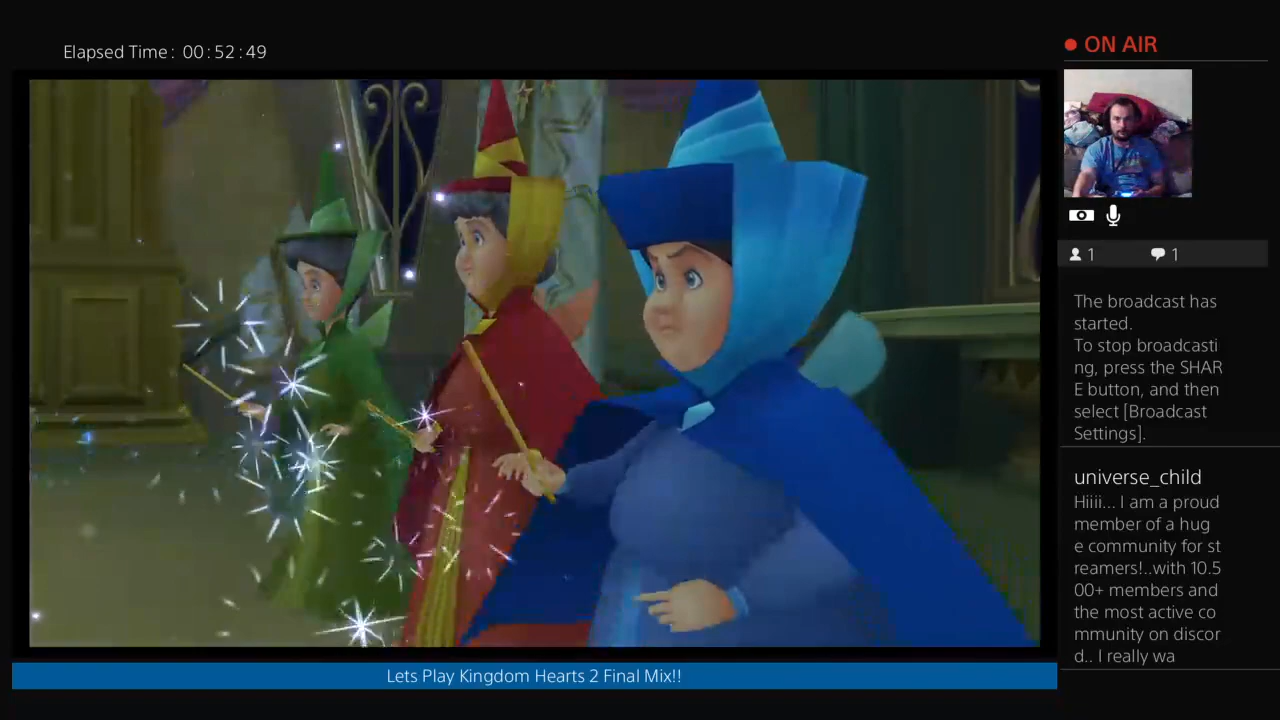 Elapsed Time: 00:52:49
ON AIR
1 1
The broadcast has
started.
To stop broadcasti
ng, press the SHAR
E button, and then
select [Broadcast
Settings].
universe_child
Hiiii... I am a proud
member of a hug
e community for st
reamers!..with 10.5
00+ members and
the most active co
mmunity on discor
d.. I really wa
Lets Play Kingdom Hearts 2 Final Mix!!